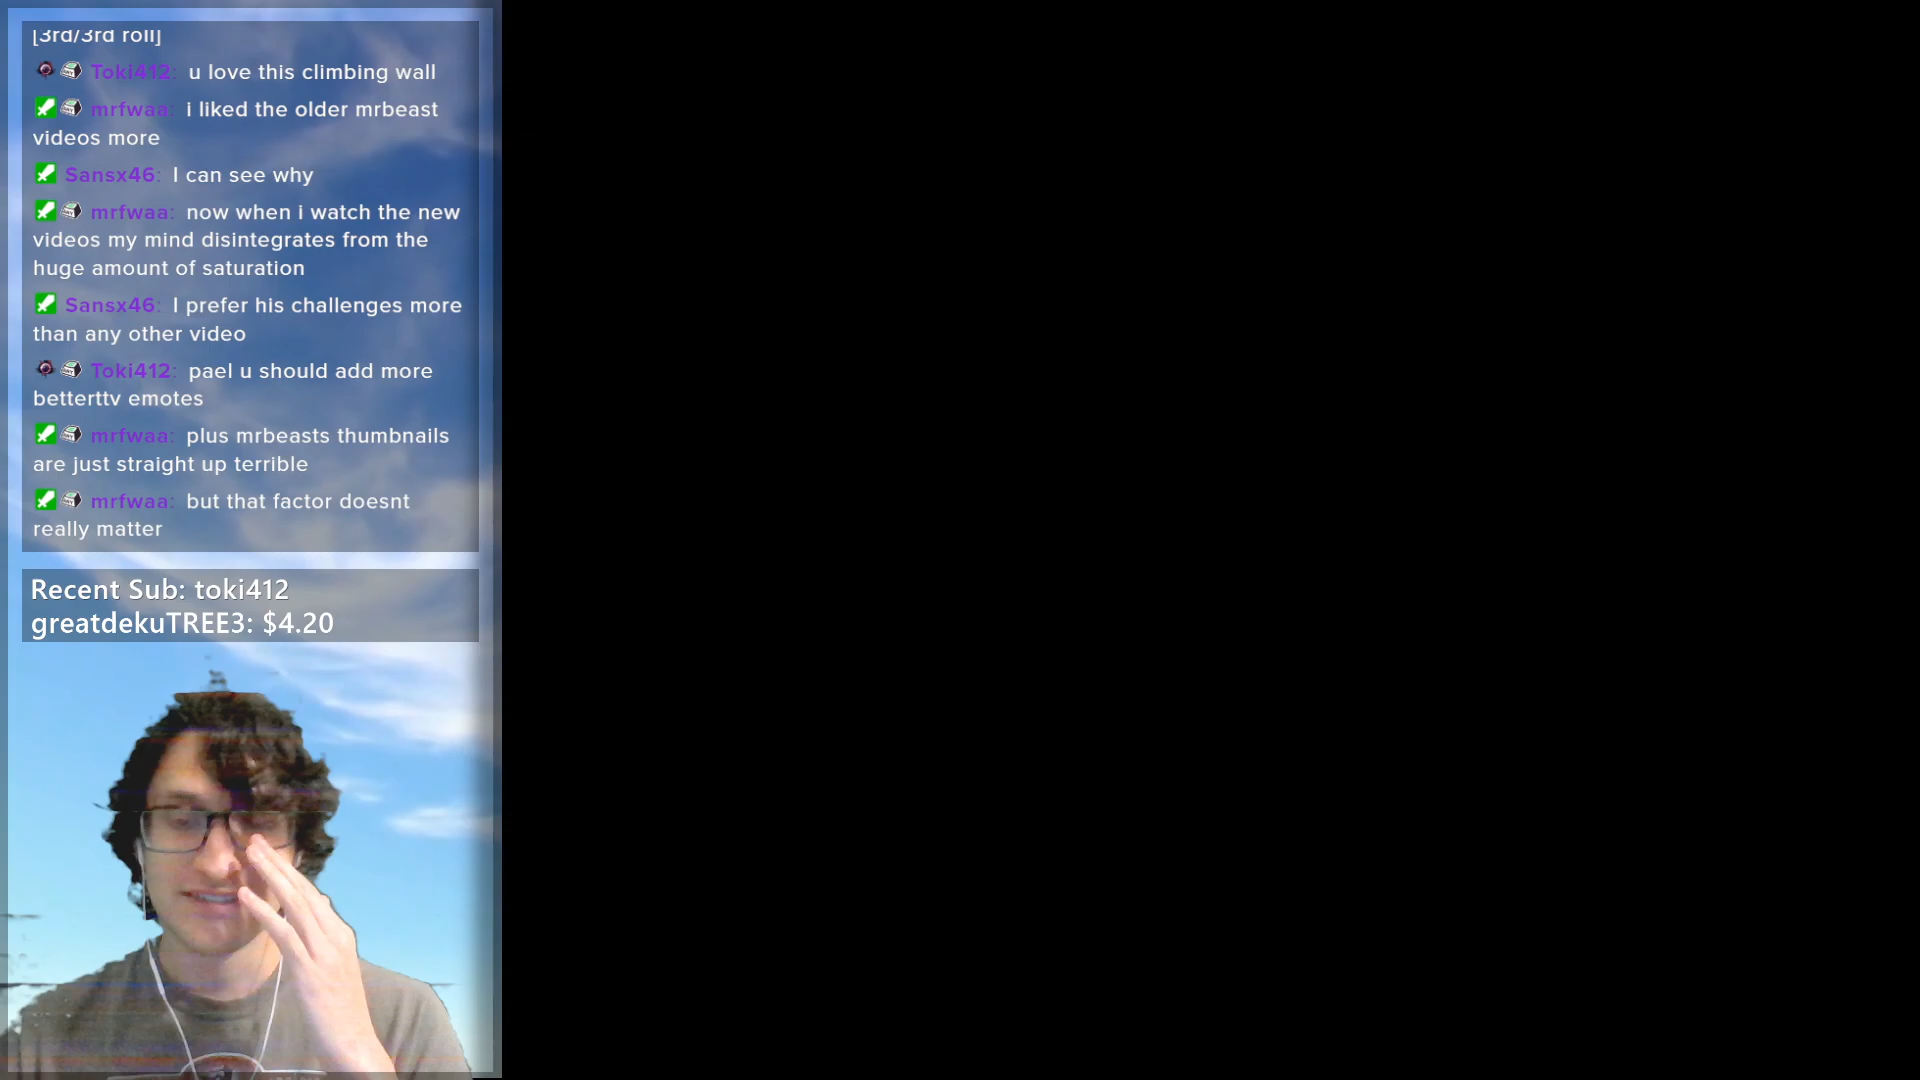 [3rd/3rd roll]
Toki412: u love this climbing wall
mrfwaa: i liked the older mrbeast
videos more
Sansx46: I can see why
mrfwaa: now when i watch the new
videos my mind disintegrates from the
huge amount of saturation
Sansx46: I prefer his challenges more
than any other video
Toki412: pael u should add more
betterttv emotes
mrfwaa: plus mrbeasts thumbnails
are just straight up terrible
mrfwaa: but that factor doesnt
really matter
Recent Sub: toki412
greatdekuTREE3: $4.20